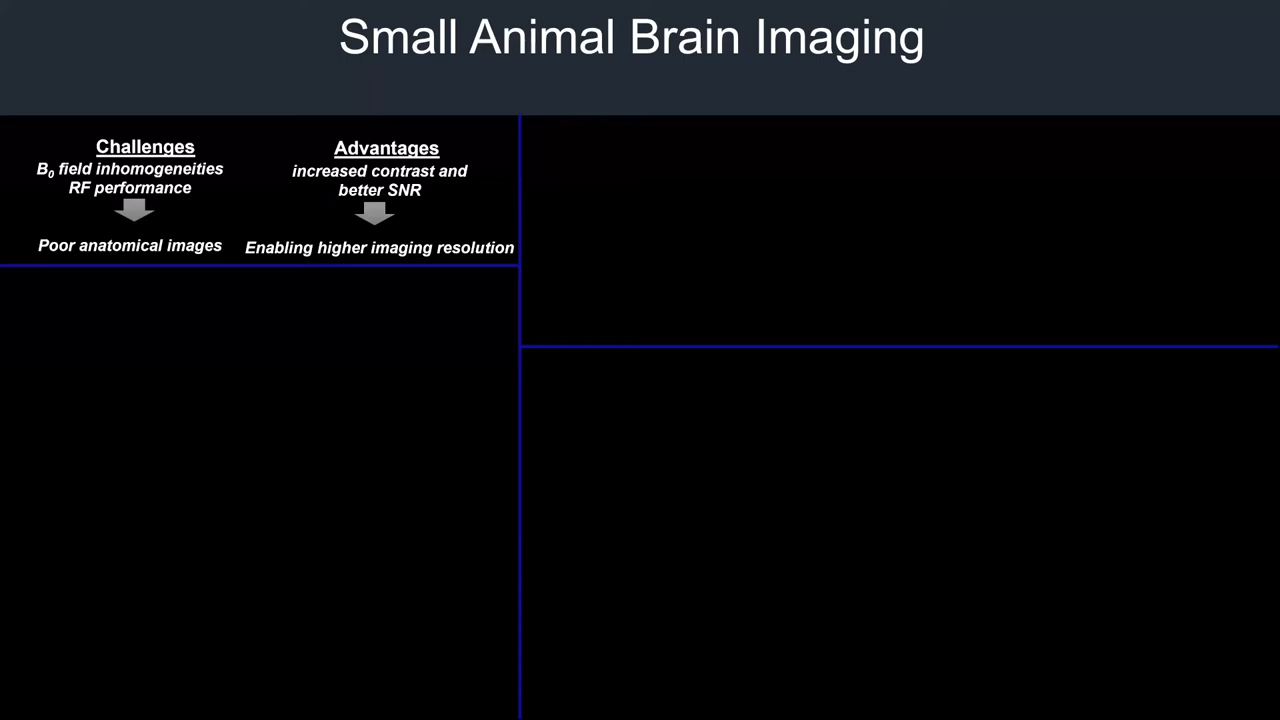 Small Animal Brain Imaging
Challenges
B₀ field inhomogeneities
RF performance
Poor anatomical images
Advantages
increased contrast and
better SNR
Enabling higher imaging resolution